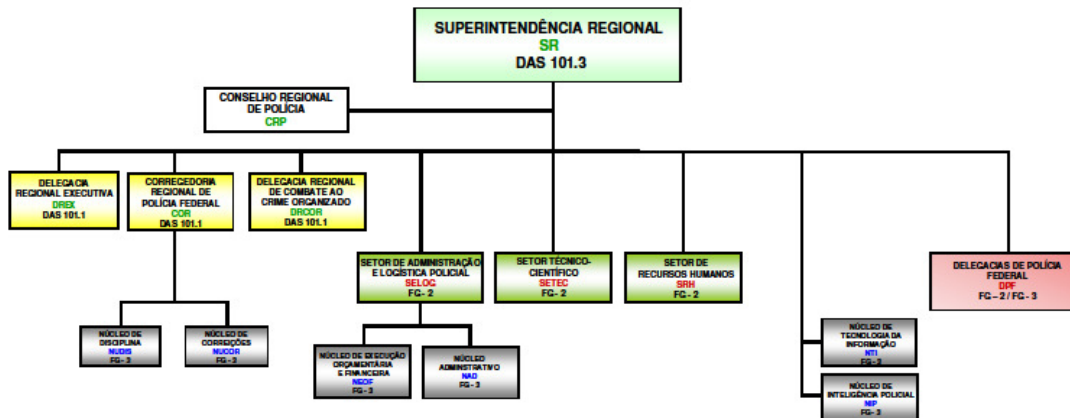 SUPERINTENDÊNCIA REGIONAL
SR
DAS 101.3
CONSELHO REGIONAL
DE POLÍCIA
CRP
DELEGACIA
REGIONAL EXECUTIVA
DREX
DAS 101.1
CORREGEDORIA
REGIONAL DE
POLÍCIA FEDERAL
COR
DAS 101.1
DELEGACIA REGIONAL
DE COMBATE AO
CRIME ORGANIZADO
DRCOR
DAS 101.1
SETOR DE ADMINISTRAÇÃO
E LOGÍSTICA POLICIAL
SELOG
FG - 2
SETOR TÉCNICO-
CIENTÍFICO
SETEC
FG - 2
SETOR DE
RECURSOS HUMANOS
SRH
FG - 2
DELEGACIAS DE POLÍCIA
FEDERAL
DPF
FG – 2 / FG - 3
NÚCLEO DE
DISCIPLINA
NUDIS
FG - 3
NÚCLEO DE
CORREIÇÕES
NUCOR
FG - 3
NÚCLEO DE EXECUÇÃO
ORÇAMENTÁRIA
E FINANCEIRA
NEOF
FG - 3
NÚCLEO
ADMINSTRATIVO
NAD
FG - 3
NÚCLEO DE
TECNOLOGIA DA
INFORMAÇÃO
NTI
FG - 3
NÚCLEO DE
INTELIGÊNCIA POLICIAL
NIP
FG- 3